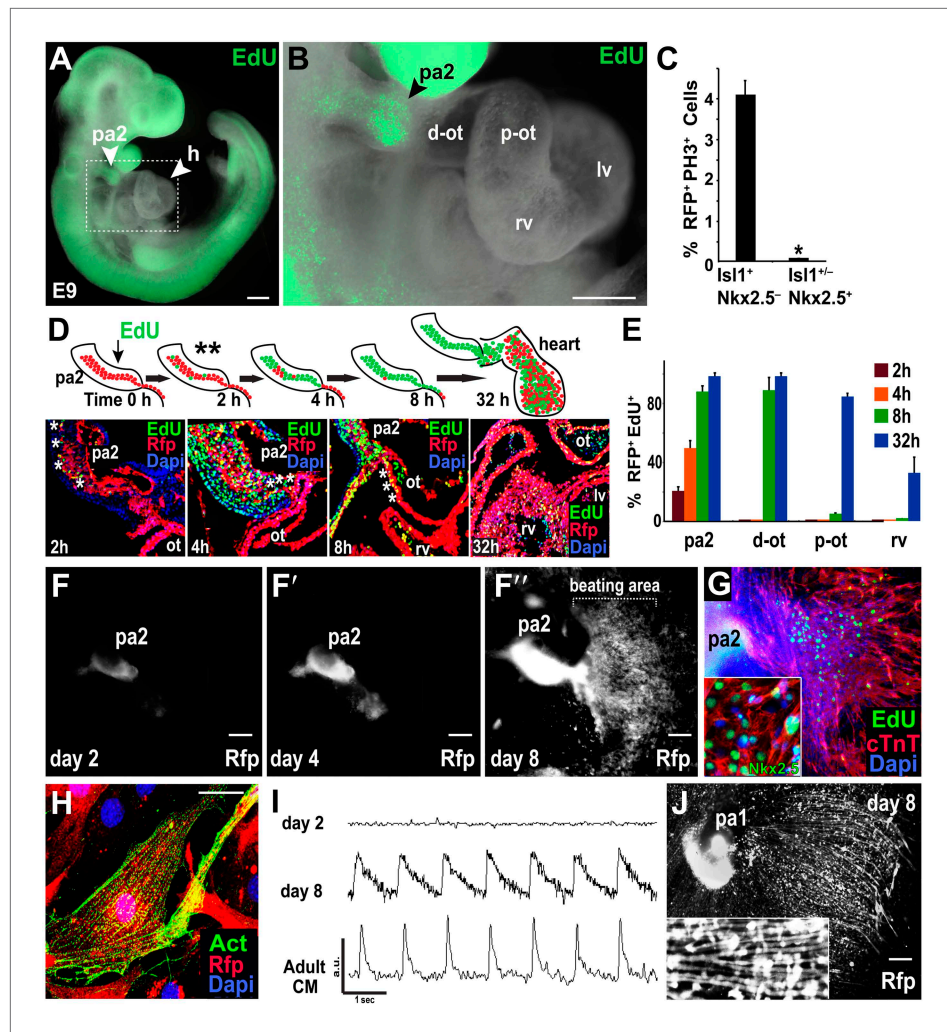 A
EdU
pa2
h
E9
B
EdU
pa2
d-ot
p-ot
lv
rv
C
% RFP⁺ PH3⁺ Cells
4
3
2
1
0
*
Isl1⁺
Nkx2.5⁻
Isl1⁺/⁻
Nkx2.5⁺
D
EdU
**
heart
pa2
Time 0 h
2 h
4 h
8 h
32 h
***
pa2
EdU
Rfp
Dapi
*
2h
ot
pa2
EdU
Rfp
Dapi
***
4h
ot
pa2
EdU
Rfp
Dapi
**
ot
8h
rv
ot
lv
EdU
Rfp
Dapi
rv
32h
E
% RFP⁺ EdU⁺
80
40
0
2h
4h
8h
32h
pa2
d-ot
p-ot
rv
F
pa2
day 2
Rfp
F′
pa2
day 4
Rfp
F″
beating area
pa2
day 8
Rfp
G
pa2
EdU
cTnT
Dapi
Nkx2.5
H
Act
Rfp
Dapi
I
day 2
day 8
Adult
CM
a.u.
1 sec
J
day 8
pa1
Rfp